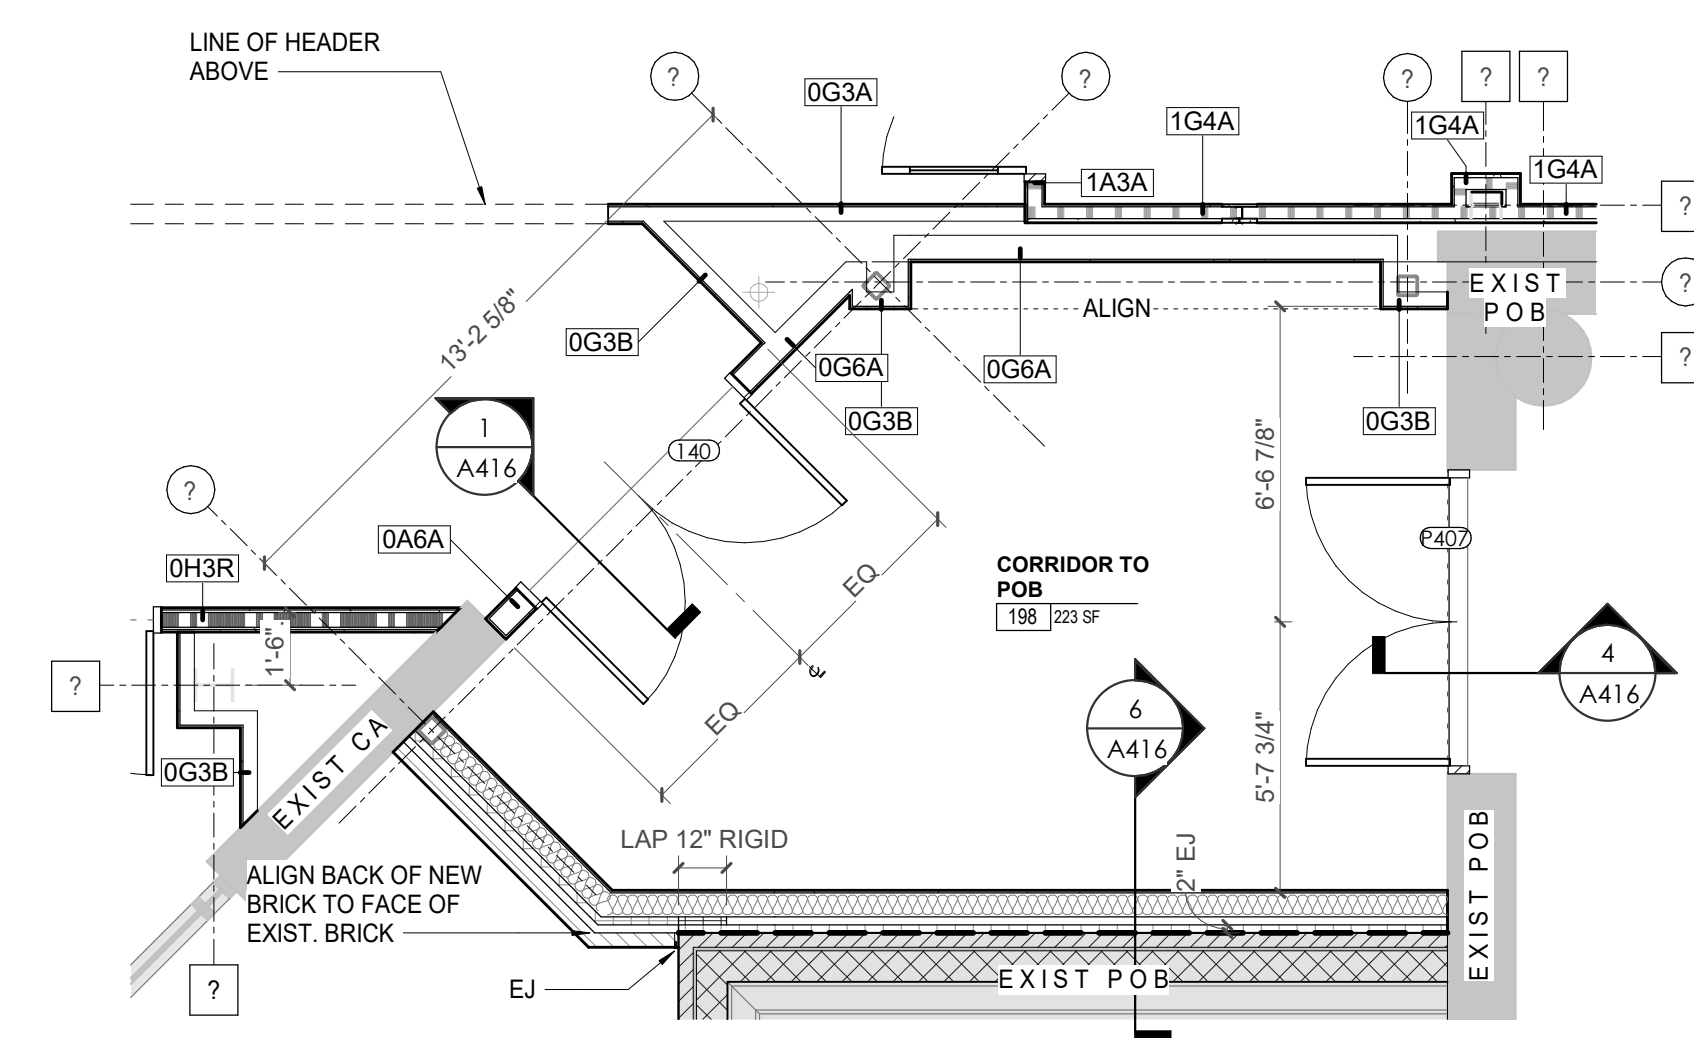 LINE OF HEADER
ABOVE
?
?
?
?
?
0G3A
1G4A
1G4A
1A3A
1G4A
?
13'-2 5/8"
EXIST
POB
?
ALIGN
0G3B
0G6A
0G6A
?
0G3B
0G3B
1
A416
140
6'-6 7/8"
?
0A6A
P407
0H3R
CORRIDOR TO
POB
198
223 SF
EQ
1'-6"
?
4
A416
EQ
6
A416
EXIST CA
0G3B
5'-7 3/4"
LAP 12" RIGID
2" EJ
EXIST POB
ALIGN BACK OF NEW
BRICK TO FACE OF
EXIST. BRICK
EXIST POB
EJ
?